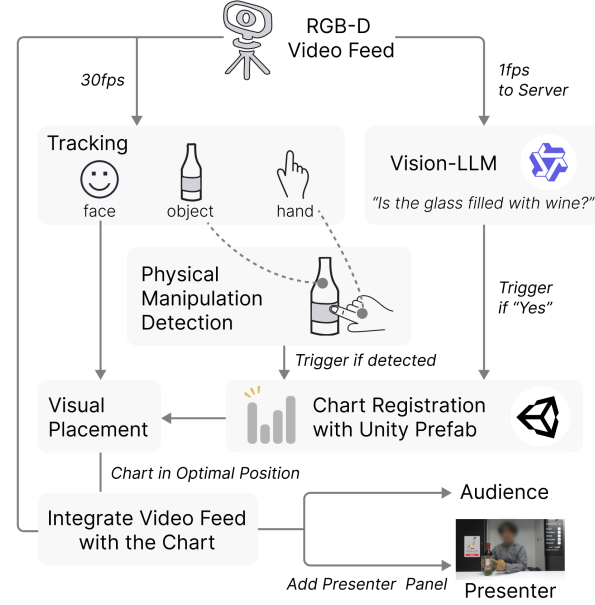 RGB-D
Video Feed
30fps
1fps
to Server
Tracking
face
object
hand
Vision-LLM
“Is the glass filled with wine?”
Physical
Manipulation
Detection
Trigger
if “Yes”
Trigger if detected
Visual
Placement
Chart Registration
with Unity Prefab
Chart in Optimal Position
Integrate Video Feed
with the Chart
Audience
Add Presenter Panel
Presenter